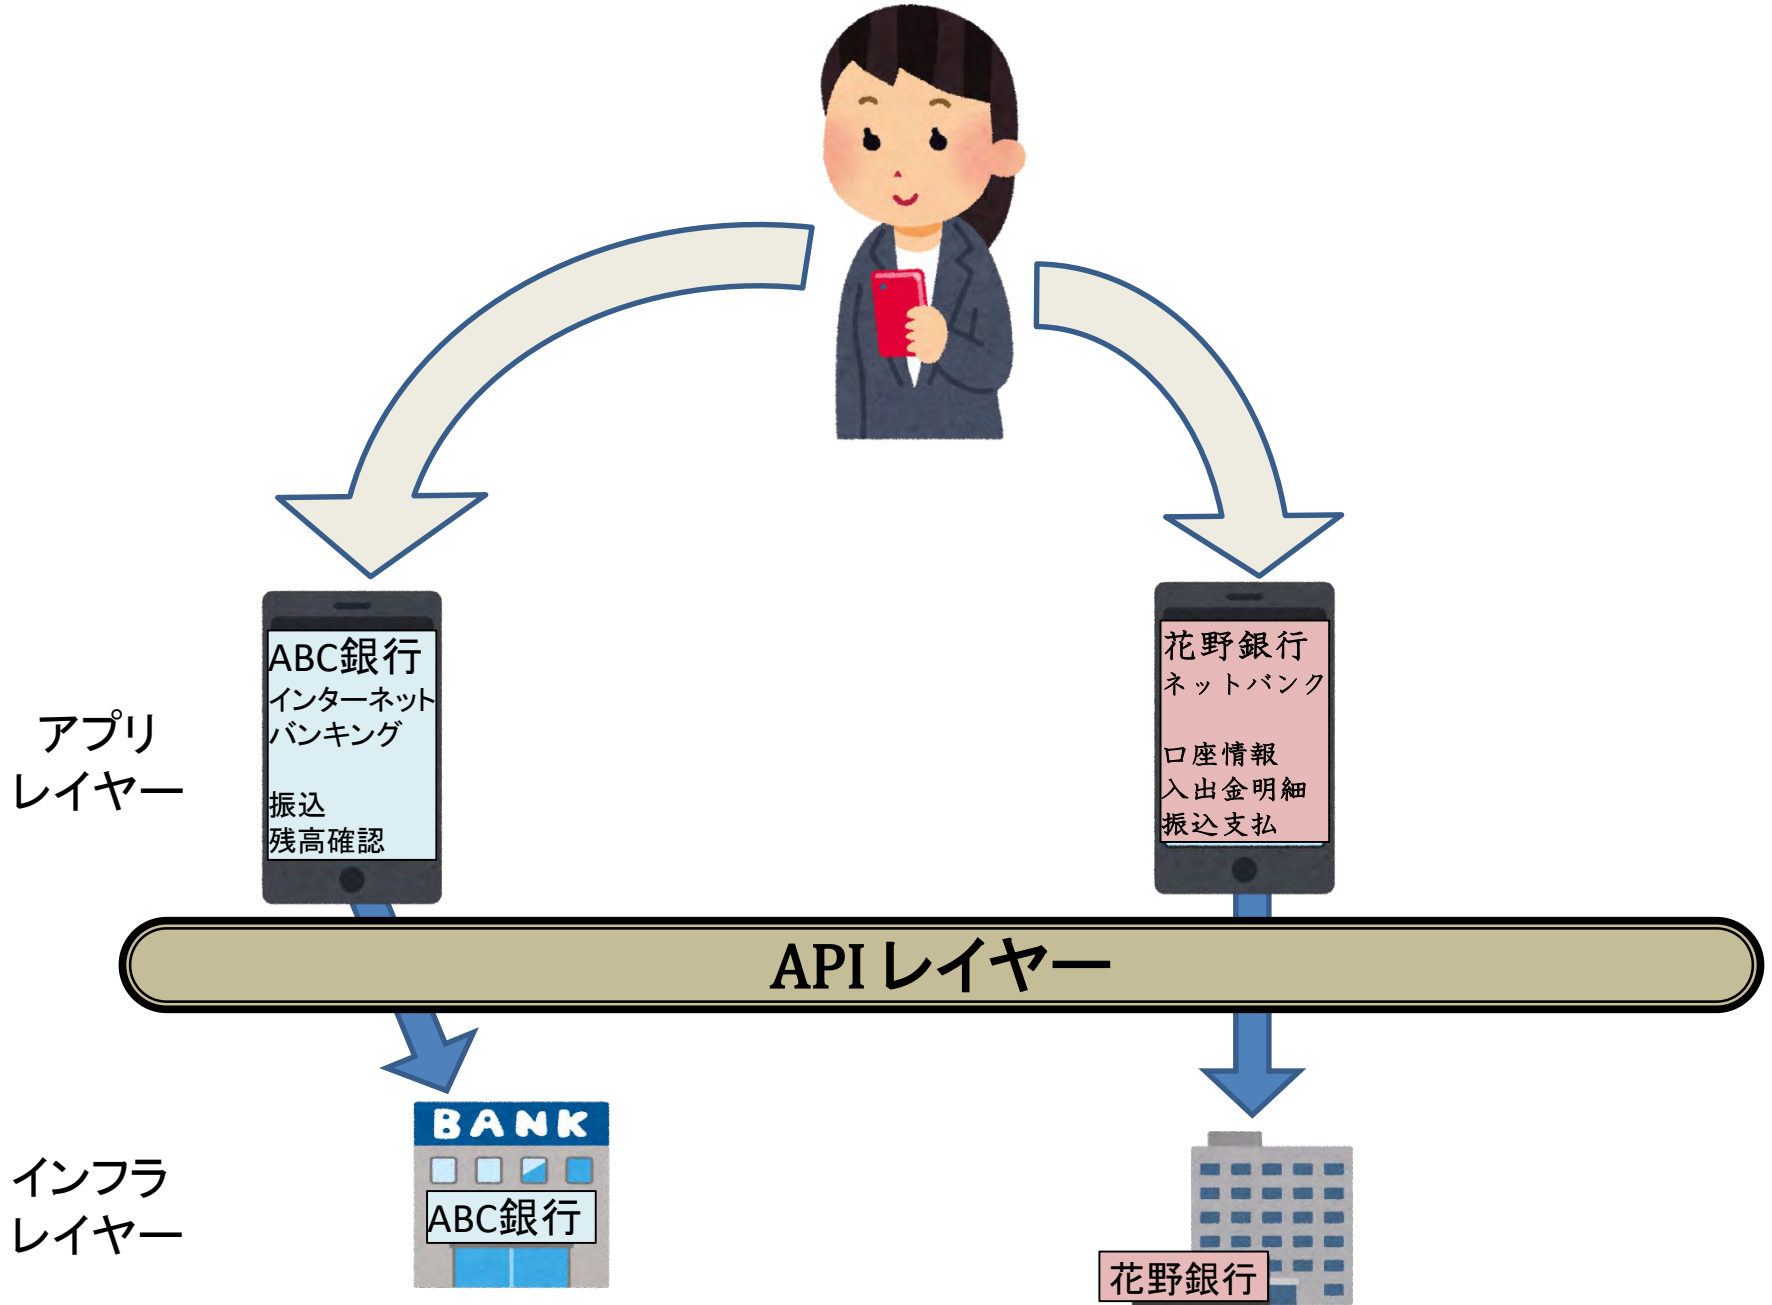 ABC銀行
インターネット
バンキング
振込
残高確認
花野銀行
ネットバンク
口座情報
入出金明細
振込支払
アプリ
レイヤー
API レイヤー
BANK
ABC銀行
インフラ
レイヤー
花野銀行